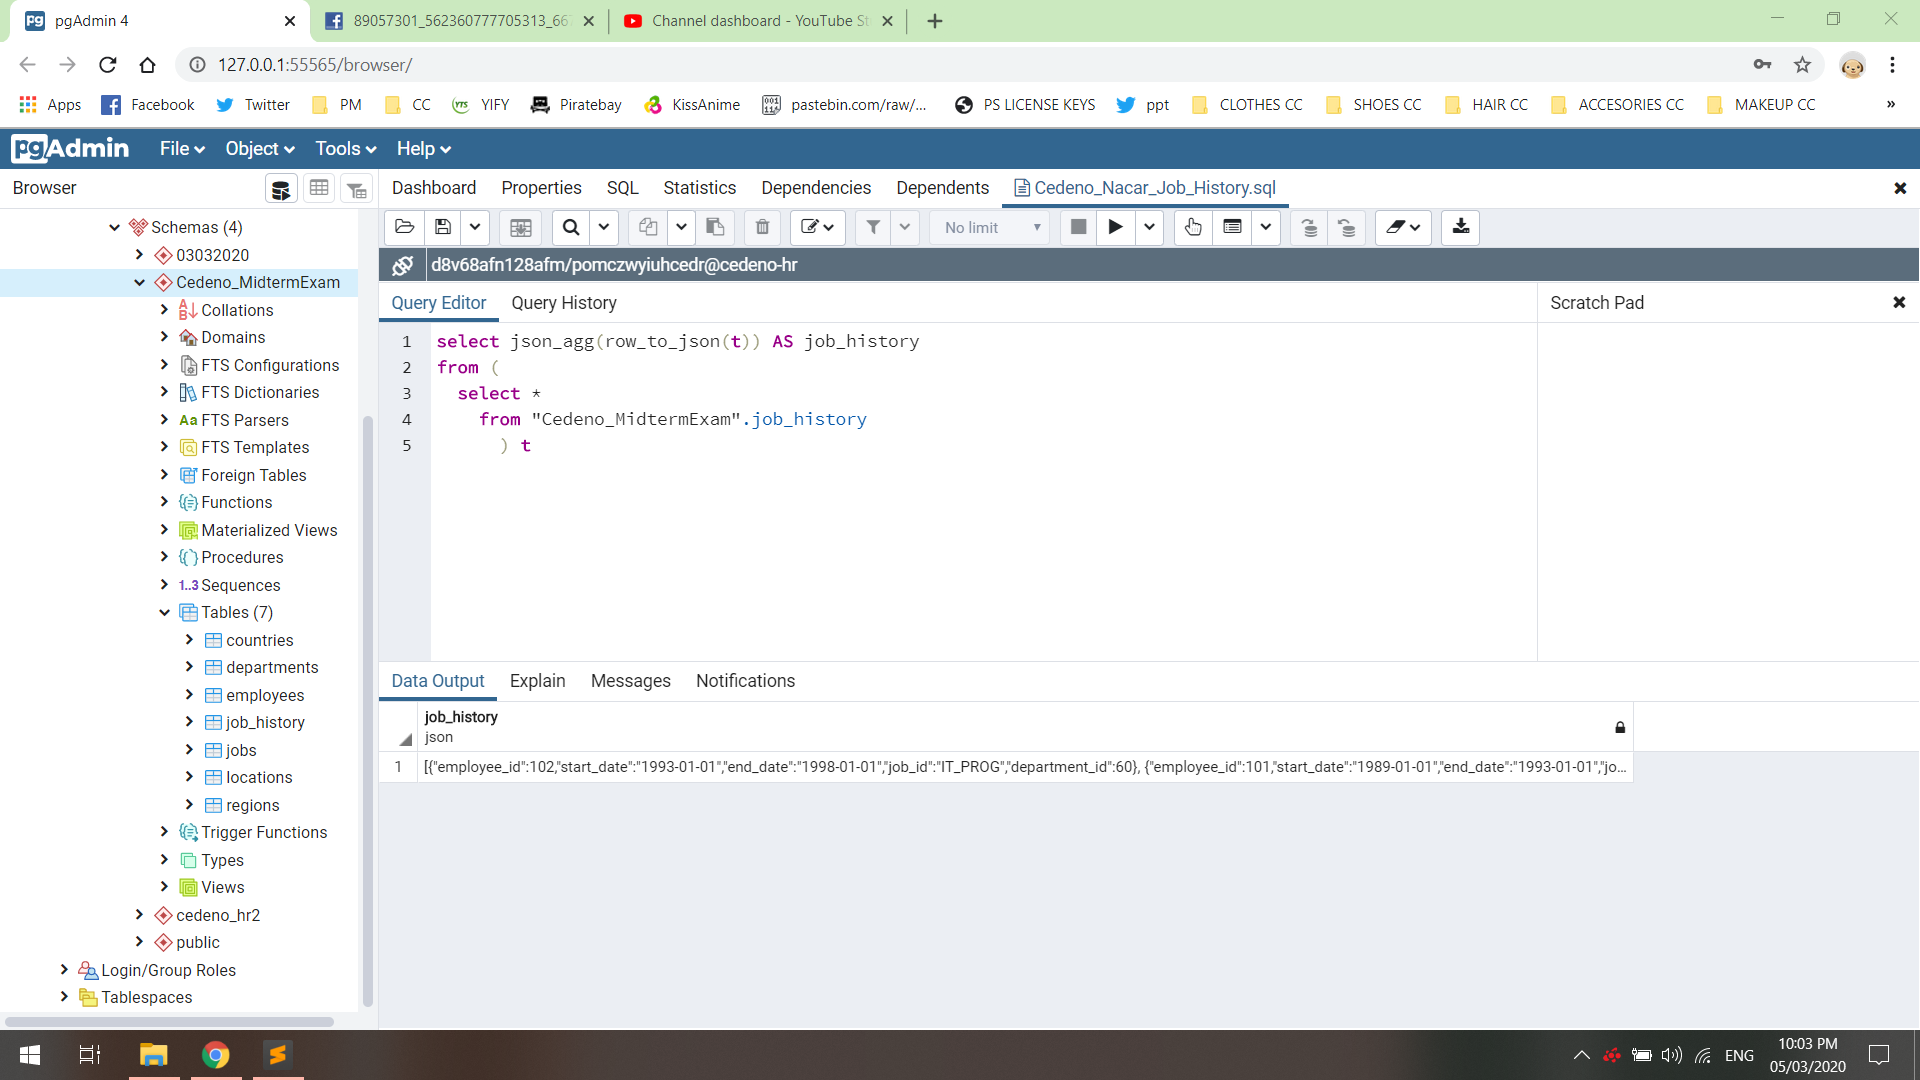 pgAdmin 4
89057301_562360777705313_66
Channel dashboard - YouTube St
127.0.0.1:55565/browser/
Apps
Facebook
Twitter
PM
CC
YIFY
Piratebay
KissAnime
pastebin.com/raw/...
PS LICENSE KEYS
ppt
CLOTHES CC
SHOES CC
HAIR CC
ACCESORIES CC
MAKEUP CC
»
pgAdmin
File
Object
Tools
Help
Browser
Dashboard
Properties
SQL
Statistics
Dependencies
Dependents
Cedeno_Nacar_Job_History.sql
No limit
d8v68afn128afm/pomczwyiuhcedr@cedeno-hr
Schemas (4)
03032020
Cedeno_MidtermExam
Collations
Domains
FTS Configurations
FTS Dictionaries
Aa FTS Parsers
FTS Templates
Foreign Tables
Functions
Materialized Views
Procedures
1..3 Sequences
Tables (7)
countries
departments
employees
job_history
jobs
locations
regions
Trigger Functions
Types
Views
cedeno_hr2
public
Login/Group Roles
Tablespaces
Query Editor
Query History
Scratch Pad
1 select json_agg(row_to_json(t)) AS job_history
2 from (
3 select *
4 from "Cedeno_MidtermExam".job_history
5 ) t
Data Output
Explain
Messages
Notifications
job_history
json
1 [{"employee_id":102,"start_date":"1993-01-01","end_date":"1998-01-01","job_id":"IT_PROG","department_id":60}, {"employee_id":101,"start_date":"1989-01-01","end_date":"1993-01-01","jo...
ENG
10:03 PM
05/03/2020